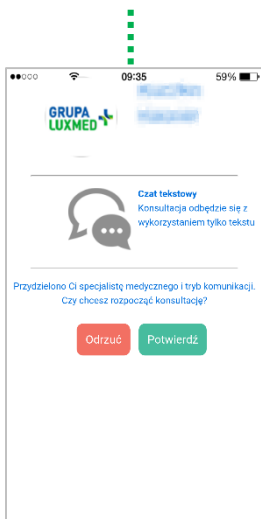 09:35
59%
GRUPA
LUXMED
Czat tekstowy
Konsultacja odbędzie się z
wykorzystaniem tylko tekstu
Przydzielono Ci specjalistę medycznego i tryb komunikacji.
Czy chcesz rozpocząć konsultację?
Odrzuć
Potwierdź